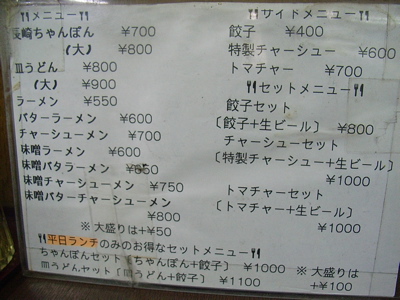 メニュー
長崎ちゃんぽん ¥700
(大) ¥800
皿うどん ¥800
(大) ¥900
ラーメン ¥550
バターラーメン ¥600
チャーシューメン ¥700
味噌ラーメン ¥600
味噌バタラーメン ¥650
味噌チャーシューメン ¥750
味噌バターチャーシューメン
¥800
※大盛りは+¥50
サイドメニュー
餃子 ¥400
特製チャーシュー ¥600
トマチャー ¥700
セットメニュー
餃子セット
〔餃子+生ビール〕 ¥800
チャーシューセット
〔特製チャーシュー+生ビール〕
¥1000
トマチャーセット
〔トマチャー+生ビール〕
¥1000
平日ランチのみのお得なセットメニュー
ちゃんぽんセット〔ちゃんぽん+餃子〕 ¥1000
皿うどんセット〔皿うどん+餃子〕 ¥1100
※大盛りは
+¥100